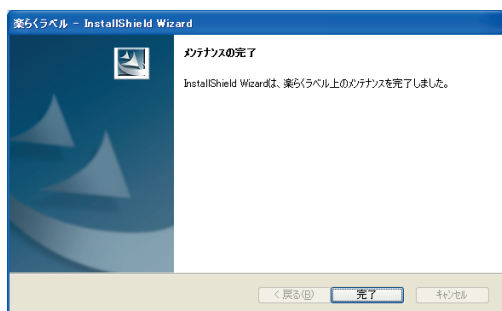 楽らくラベル - InstallShield Wizard
メンテナンスの完了
InstallShield Wizardは、楽らくラベル上のメンテナンスを完了しました。
< 戻る(B)
完了
キャンセル